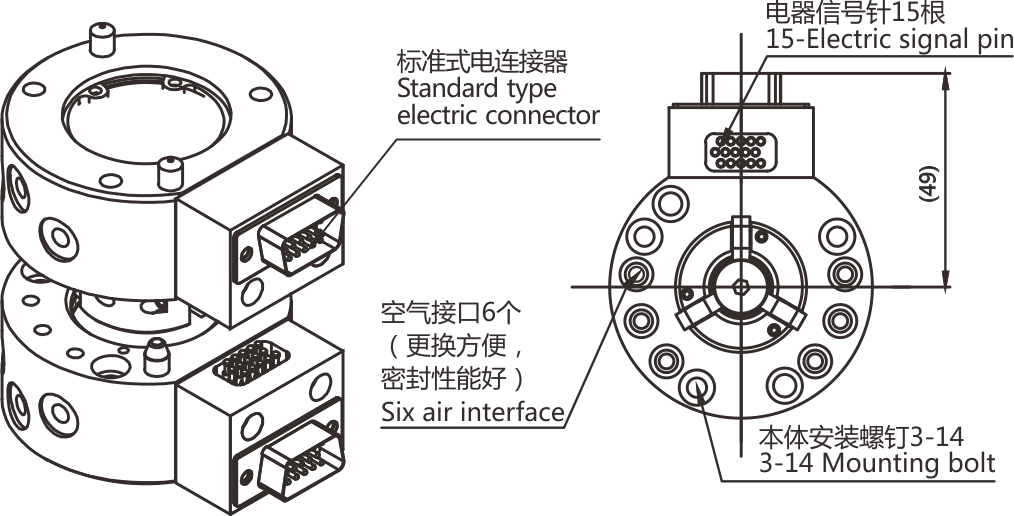 电器信号针15根
15-Electric signal pin
标准式电连接器
Standard type
electric connector
(49)
空气接口6个
（更换方便，
密封性能好）
Six air interface
本体安装螺钉3-14
3-14 Mounting bolt